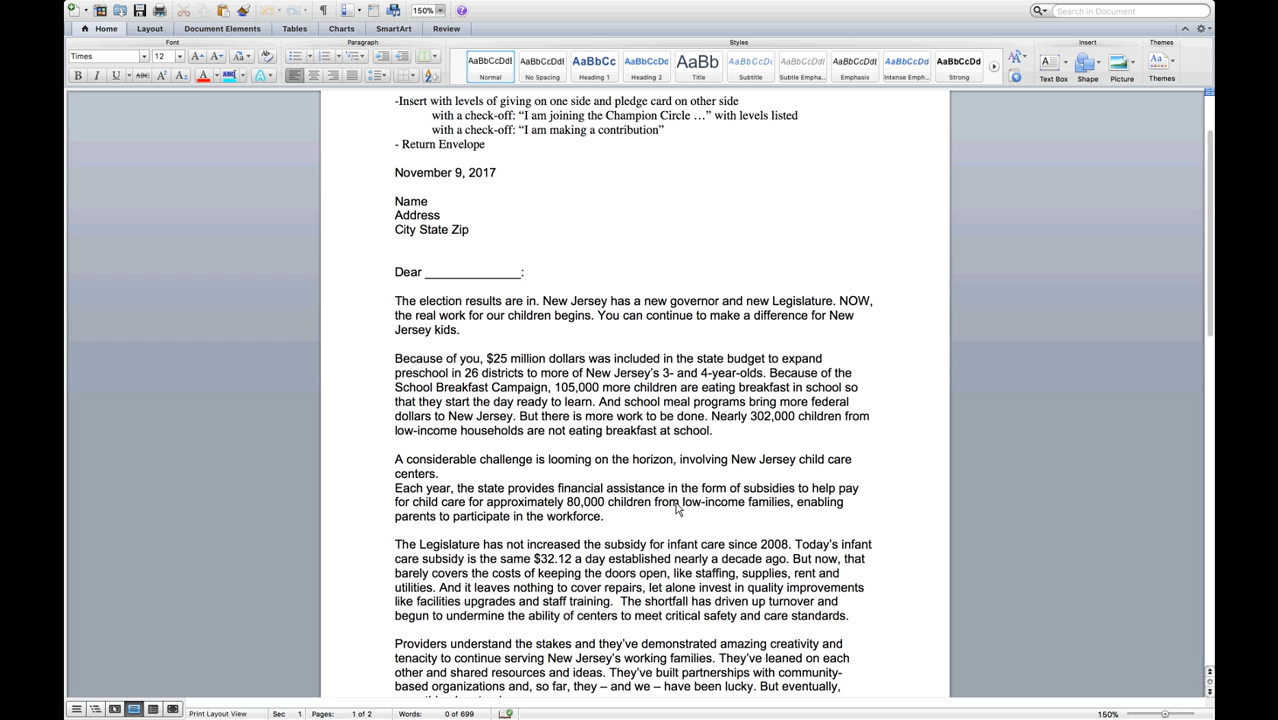 150%
Search in Document
Home Layout Document Elements Tables Charts SmartArt Review
Font Paragraph Styles Insert Themes
Times 12 Aa
AaBbCcDdE AaBbCcDdE AaBbCc AaBbCcDd AaBb AaBbCcDd AaBbCcDdE AaBbCcDdE AaBbCcDdE AaBbCcDd
B I U ABC A A A ABC A
Normal No Spacing Heading 1 Heading 2 Title Subtitle Subtle Empha... Emphasis Intense Emph... Strong Text Box Shape Picture Themes
-Insert with levels of giving on one side and pledge card on other side
with a check-off: “I am joining the Champion Circle …” with levels listed
with a check-off: “I am making a contribution”
- Return Envelope
November 9, 2017
Name
Address
City State Zip
Dear _______________:
The election results are in. New Jersey has a new governor and new Legislature. NOW,
the real work for our children begins. You can continue to make a difference for New
Jersey kids.
Because of you, $25 million dollars was included in the state budget to expand
preschool in 26 districts to more of New Jersey’s 3- and 4-year-olds. Because of the
School Breakfast Campaign, 105,000 more children are eating breakfast in school so
that they start the day ready to learn. And school meal programs bring more federal
dollars to New Jersey. But there is more work to be done. Nearly 302,000 children from
low-income households are not eating breakfast at school.
A considerable challenge is looming on the horizon, involving New Jersey child care
centers.
Each year, the state provides financial assistance in the form of subsidies to help pay
for child care for approximately 80,000 children from low-income families, enabling
parents to participate in the workforce.
The Legislature has not increased the subsidy for infant care since 2008. Today’s infant
care subsidy is the same $32.12 a day established nearly a decade ago. But now, that
barely covers the costs of keeping the doors open, like staffing, supplies, rent and
utilities. And it leaves nothing to cover repairs, let alone invest in quality improvements
like facilities upgrades and staff training.  The shortfall has driven up turnover and
begun to undermine the ability of centers to meet critical safety and care standards.
Providers understand the stakes and they’ve demonstrated amazing creativity and
tenacity to continue serving New Jersey’s working families. They’ve leaned on each
other and shared resources and ideas. They’ve built partnerships with community-
based organizations and, so far, they – and we – have been lucky. But eventually,
Print Layout View Sec 1 Pages: 1 of 2 Words: 0 of 699 150%